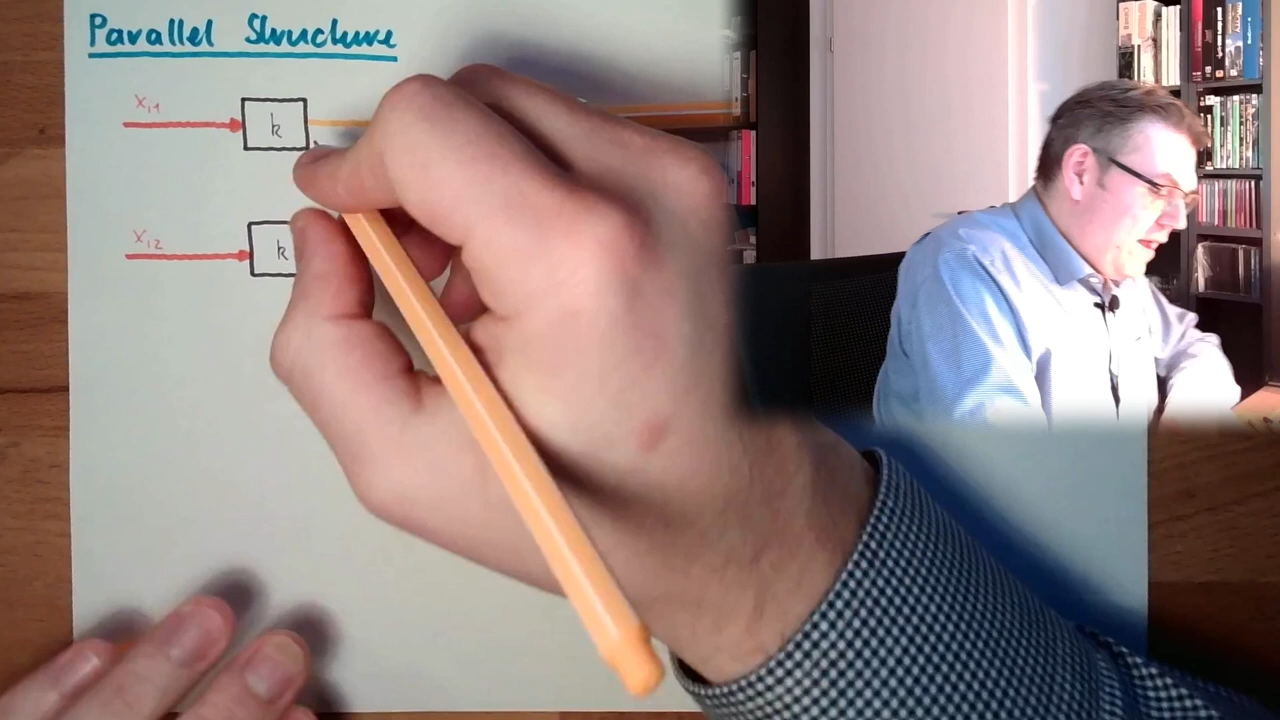 Parallel Structure
x₁₁
k
x₁₂
k